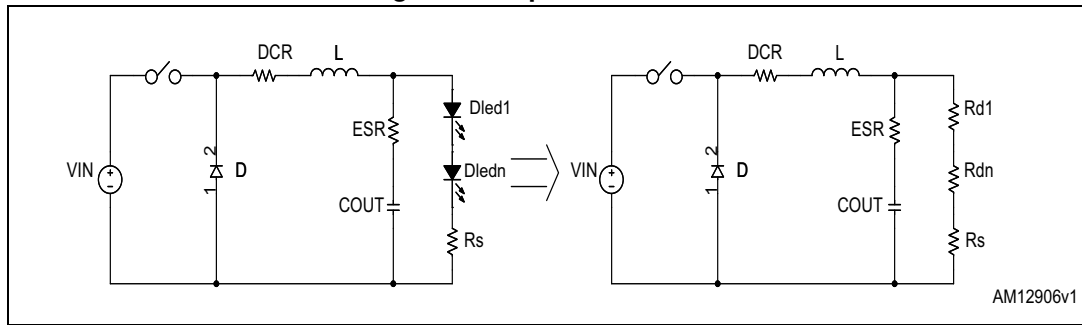 DCR
L
Dled1
ESR
VIN
2
1
D
Dledn
COUT
Rs
DCR
L
Rd1
ESR
VIN
2
1
D
Rdn
COUT
Rs
AM12906v1